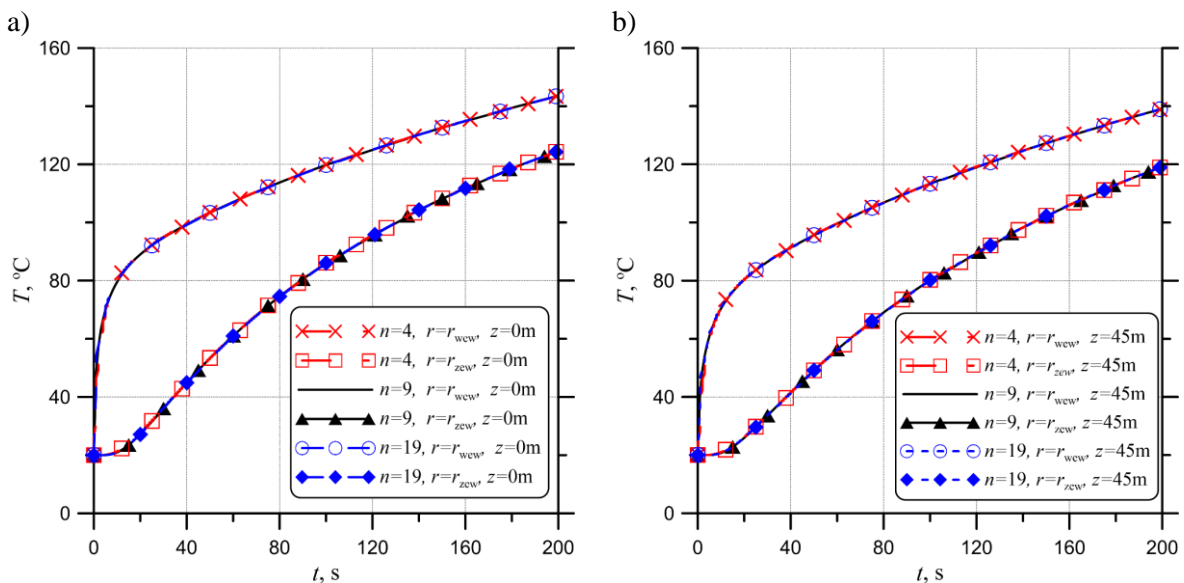 a)
160
120
80
40
0
T, °C
0
40
80
120
160
200
t, s
n=4, r=rwew, z=0m
n=4, r=rzew, z=0m
n=9, r=rwew, z=0m
n=9, r=rzew, z=0m
n=19, r=rwew, z=0m
n=19, r=rzew, z=0m
b)
160
120
80
40
0
T, °C
0
40
80
120
160
200
t, s
n=4, r=rwew, z=45m
n=4, r=rzew, z=45m
n=9, r=rwew, z=45m
n=9, r=rzew, z=45m
n=19, r=rwew, z=45m
n=19, r=rzew, z=45m